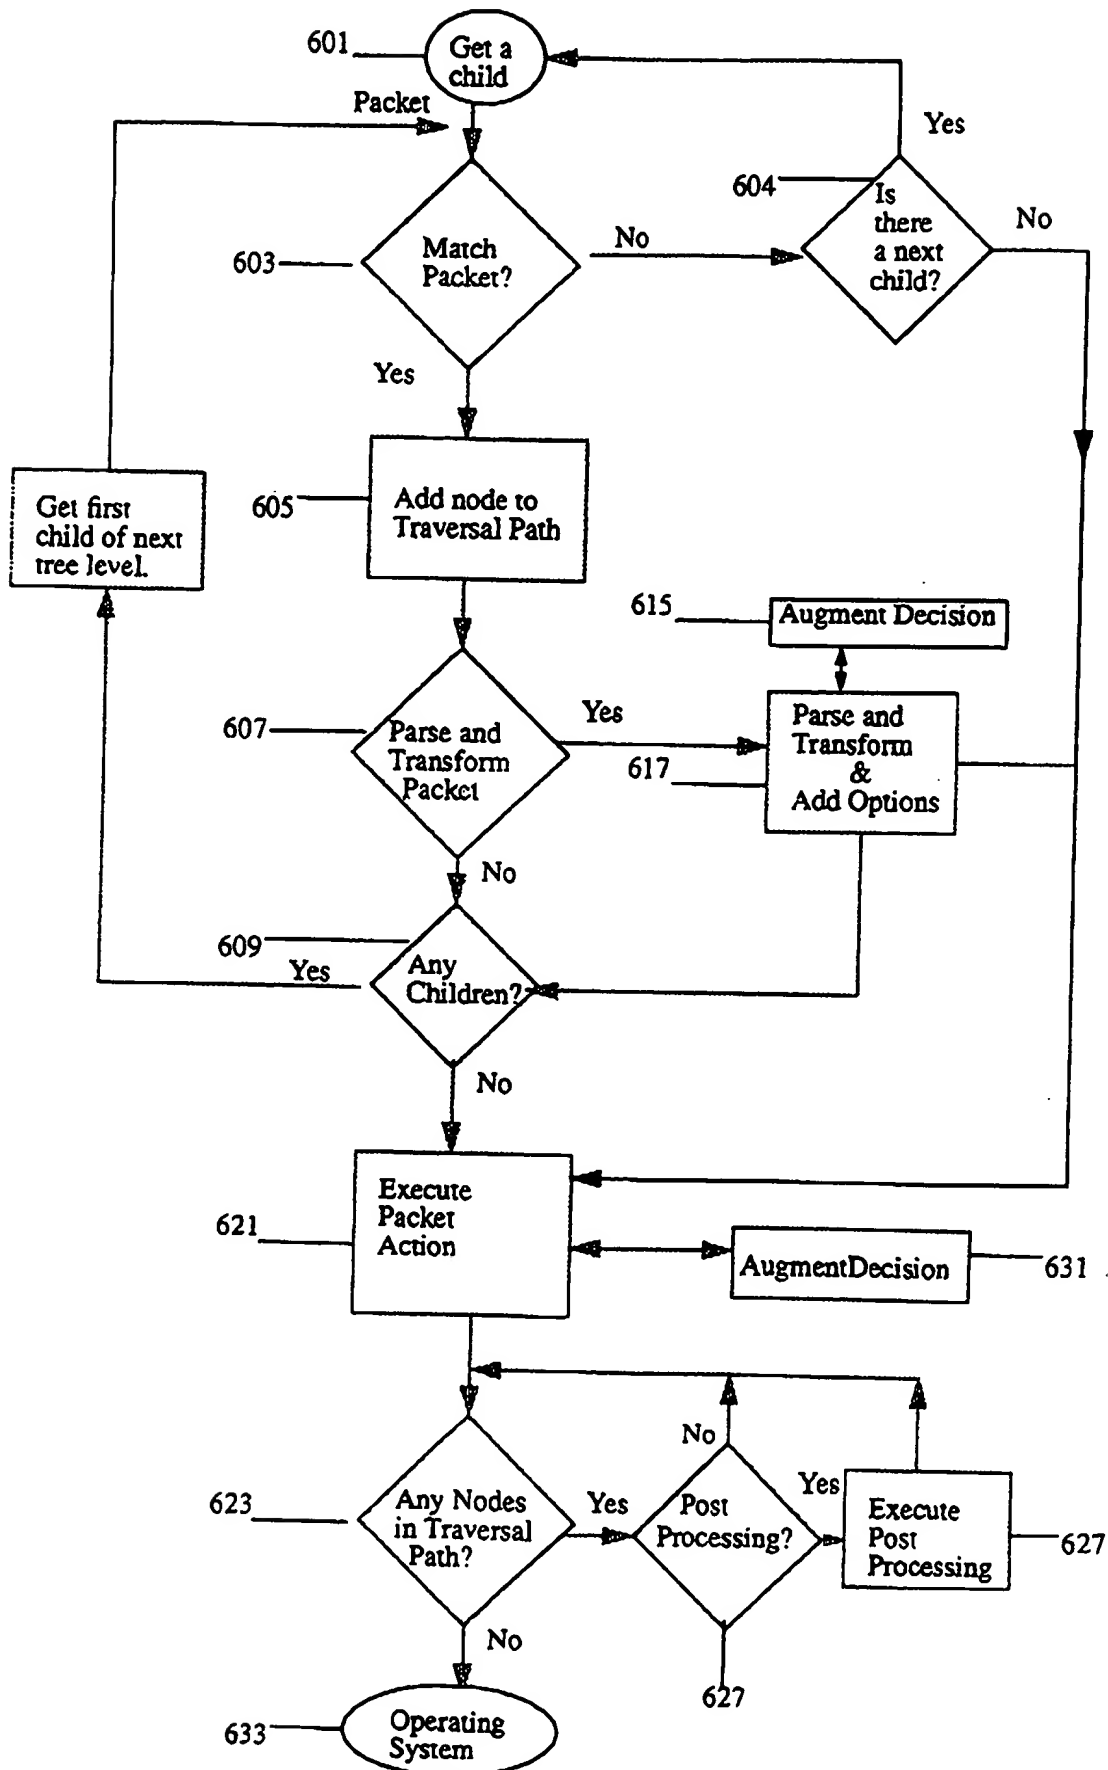 601
Get a
child
Packet
Yes
604
Is
there
a next
child?
No
603
Match
Packet?
No
Yes
Get first
child of next
tree level.
605
Add node to
Traversal Path
615
Augment Decision
607
Parse and
Transform
Packet
Yes
617
Parse and
Transform
&
Add Options
No
609
Yes
Any
Children?
No
621
Execute
Packet
Action
AugmentDecision
631
No
623
Any Nodes
in Traversal
Path?
Yes
Post
Processing?
Yes
Execute
Post
Processing
627
No
627
633
Operating
System